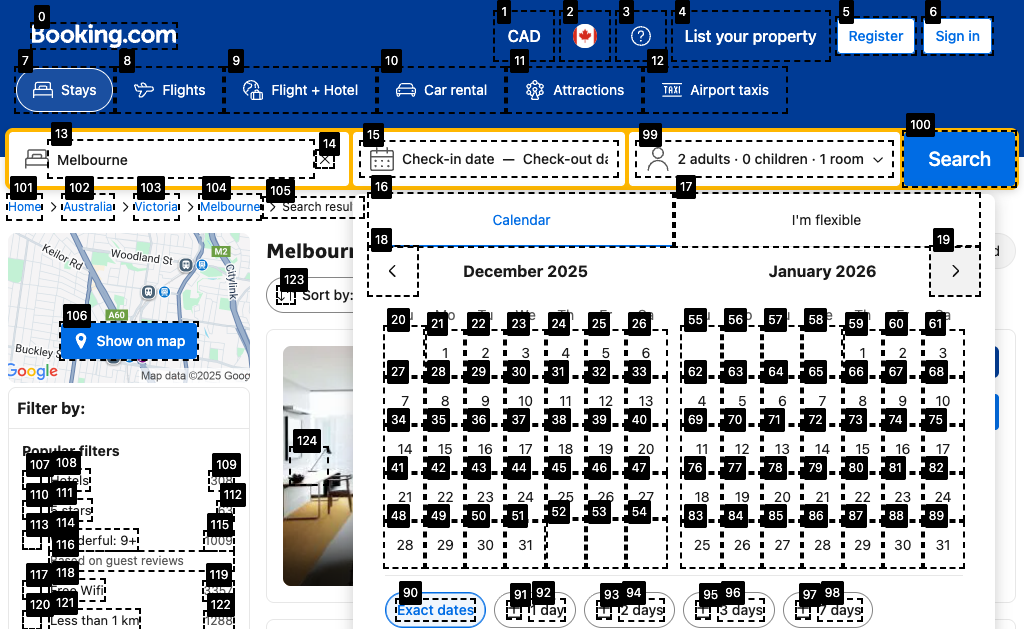 Booking.com
CAD
List your property
Register
Sign in
Stays
Flights
Flight + Hotel
Car rental
Attractions
Airport taxis
Melbourne
Check-in date — Check-out da
2 adults · 0 children · 1 room
Search
Home > Australia > Victoria > Melbourne > Search resul
Calendar
I'm flexible
December 2025
January 2026
Kellor Rd
Woodland St
M2
Citylink
A60
Show on map
Buckley S
Google
Map data ©2025 Goog
Melbourn
Sort by:
1 2 3 4 5 6
7 8 9 10 11 12 13
14 15 16 17 18 19 20
21 22 23 24 25 26 27
28 29 30 31
1 2 3
4 5 6 7 8 9 10
11 12 13 14 15 16 17
18 19 20 21 22 23 24
25 26 27 28 29 30 31
Filter by:
Popular filters
Hotels
308
5 stars
63
Wonderful: 9+
1009
Based on guest reviews
Free Wifi
3357
Less than 1 km
1288
Exact dates
1 day
2 days
3 days
7 days
0
1
2
3
4
5
6
7
8
9
10
11
12
13
14
15
99
100
101
102
103
104
105
16
17
18
19
106
123
124
20 21 22 23 24 25 26
27 28 29 30 31 32 33
34 35 36 37 38 39 40
41 42 43 44 45 46 47
48 49 50 51 52 53 54
55 56 57 58 59 60 61
62 63 64 65 66 67 68
69 70 71 72 73 74 75
76 77 78 79 80 81 82
83 84 85 86 87 88 89
107 108 109
110 111 112
113 114 115
116
117 118 119
120 121 122
90 91 92 93 94 95 96 97 98